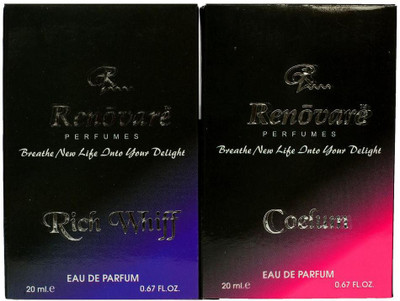 Renōvarē
PERFUMES
Breathe New Life Into Your Delight
Rich Whiff
EAU DE PARFUM
20 ml.℮ 0.67 FL.OZ.
Renōvarē
PERFUMES
Breathe New Life Into Your Delight
Coelum
EAU DE PARFUM
20 ml.℮ 0.67 FL.OZ.